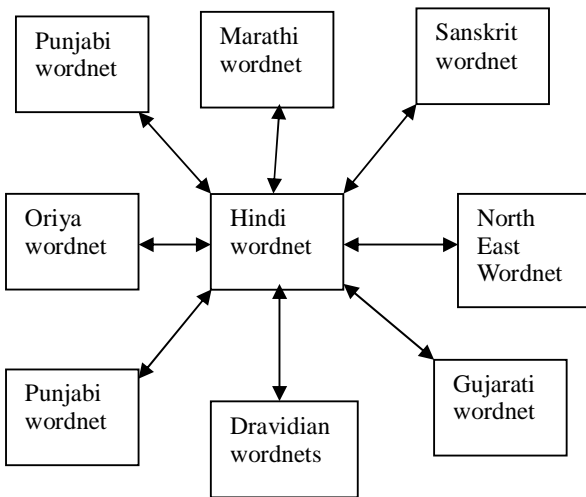 Punjabi
wordnet
Marathi
wordnet
Sanskrit
wordnet
Oriya
wordnet
Hindi
wordnet
North
East
Wordnet
Punjabi
wordnet
Dravidian
wordnets
Gujarati
wordnet